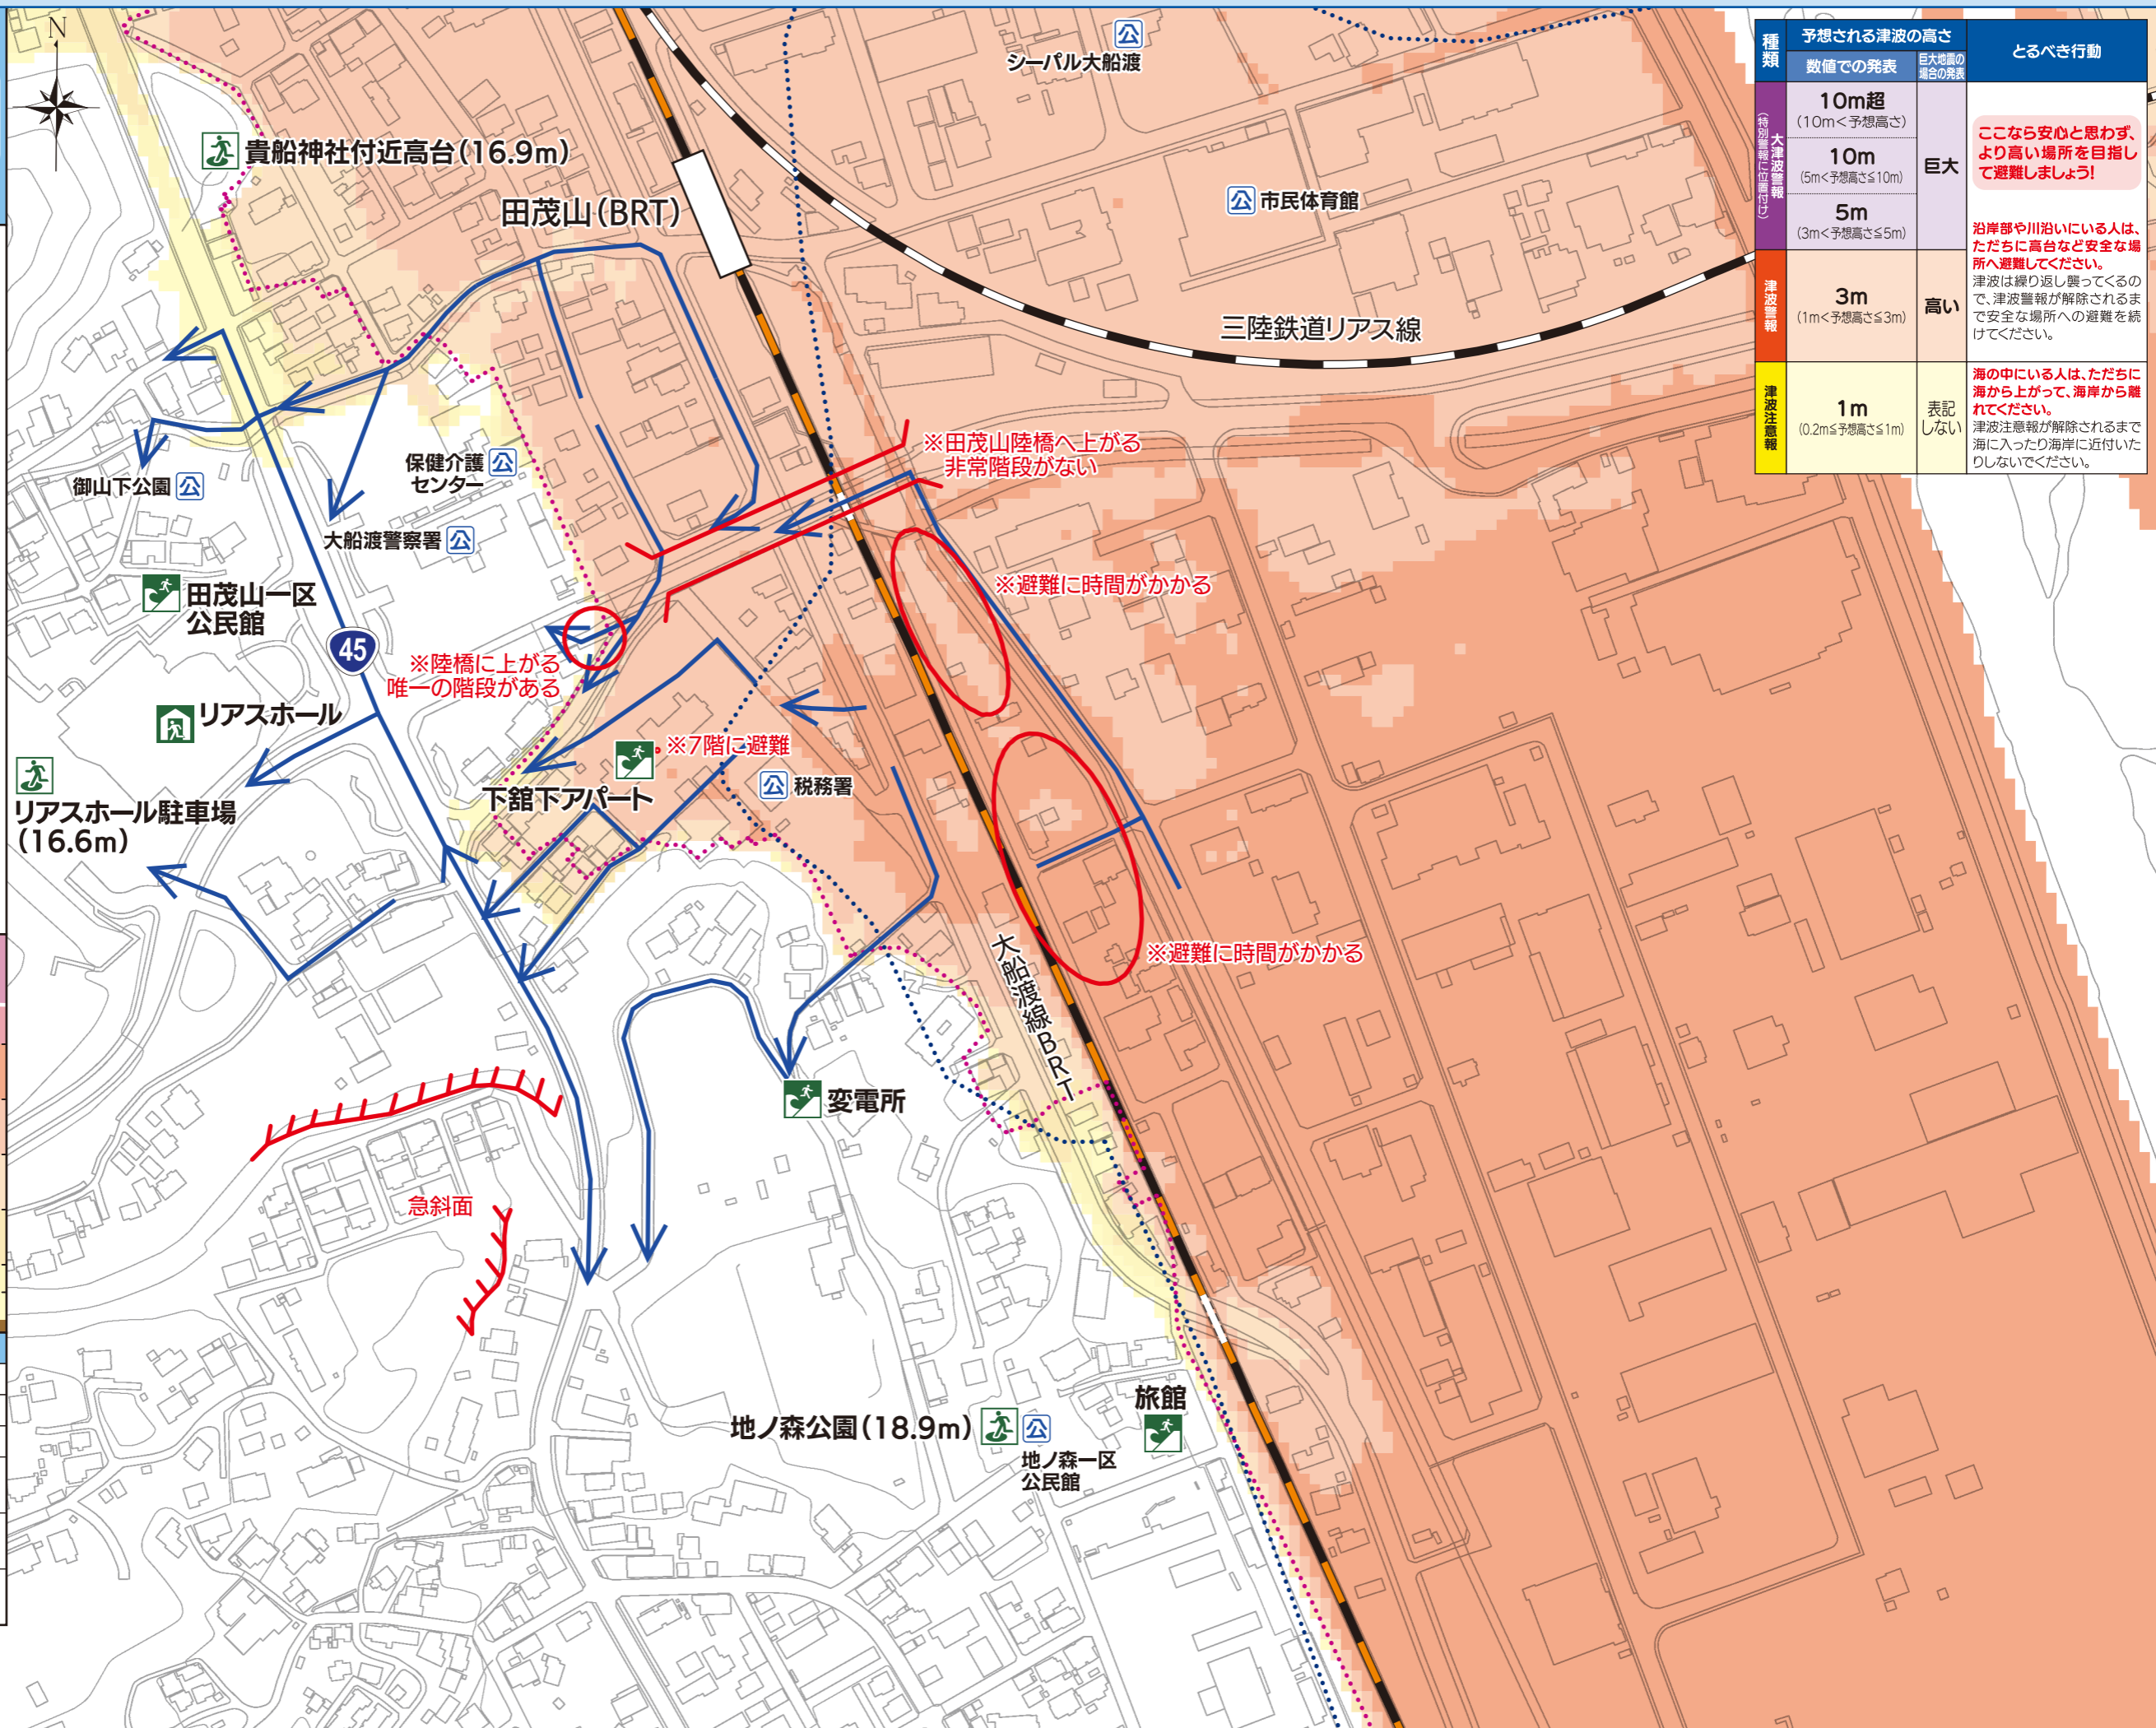 N
公
シーパル大船渡
貴船神社付近高台(16.9m)
田茂山(BRT)
公 市民体育館
三陸鉄道リアス線
※田茂山陸橋へ上がる
非常階段がない
保健介護
センター 公
御山下公園 公
大船渡警察署 公
田茂山一区
公民館
45
※避難に時間がかかる
※陸橋に上がる
唯一の階段がある
リアスホール
※7階に避難
公 税務署
下舘下アパート
リアスホール駐車場
(16.6m)
※避難に時間がかかる
大船渡線BRT
変電所
急斜面
旅館
地ノ森公園(18.9m) 公
地ノ森一区
公民館
種類
予想される津波の高さ
とるべき行動
数値での発表
巨大地震の
場合の発表
大津波警報
(特別警報に位置付け)
10m超
(10m<予想高さ)
10m
(5m<予想高さ≦10m)
5m
(3m<予想高さ≦5m)
巨大
ここなら安心と思わず、
より高い場所を目指し
て避難しましょう!
沿岸部や川沿いにいる人は、
ただちに高台など安全な場
所へ避難してください。
津波は繰り返し襲ってくるの
で、津波警報が解除されるま
で安全な場所への避難を続
けてください。
津波警報
3m
(1m<予想高さ≦3m)
高い
津波注意報
1m
(0.2m≦予想高さ≦1m)
表記
しない
海の中にいる人は、ただちに
海から上がって、海岸から離
れてください。
津波注意報が解除されるまで
海に入ったり海岸に近付いた
りしないでください。